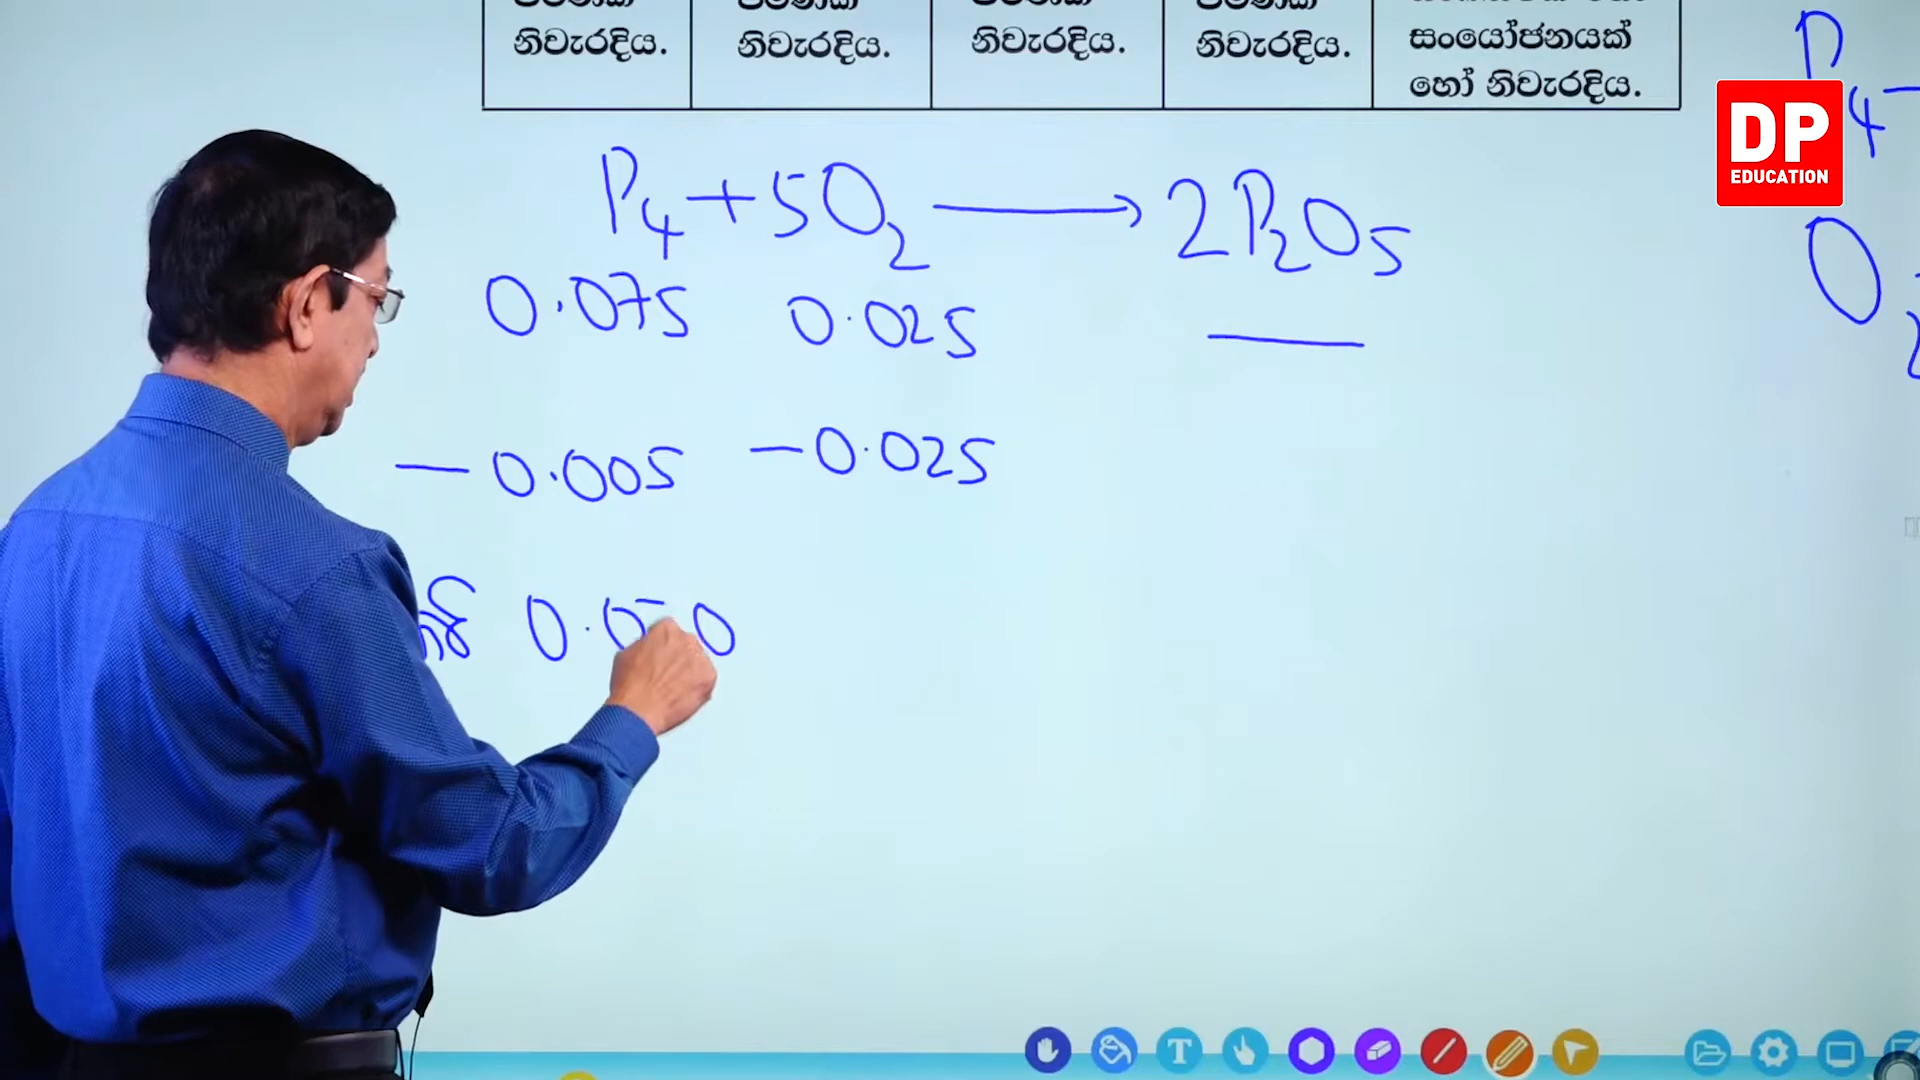 නිවැරදිය. නිවැරදිය. නිවැරදිය. නිවැරදිය. සංයෝජනයක්
හෝ නිවැරදිය.
DP
EDUCATION
P₄ + 5O₂ → 2P₂O₅
0.075 0.025 —
- 0.005 - 0.025
T